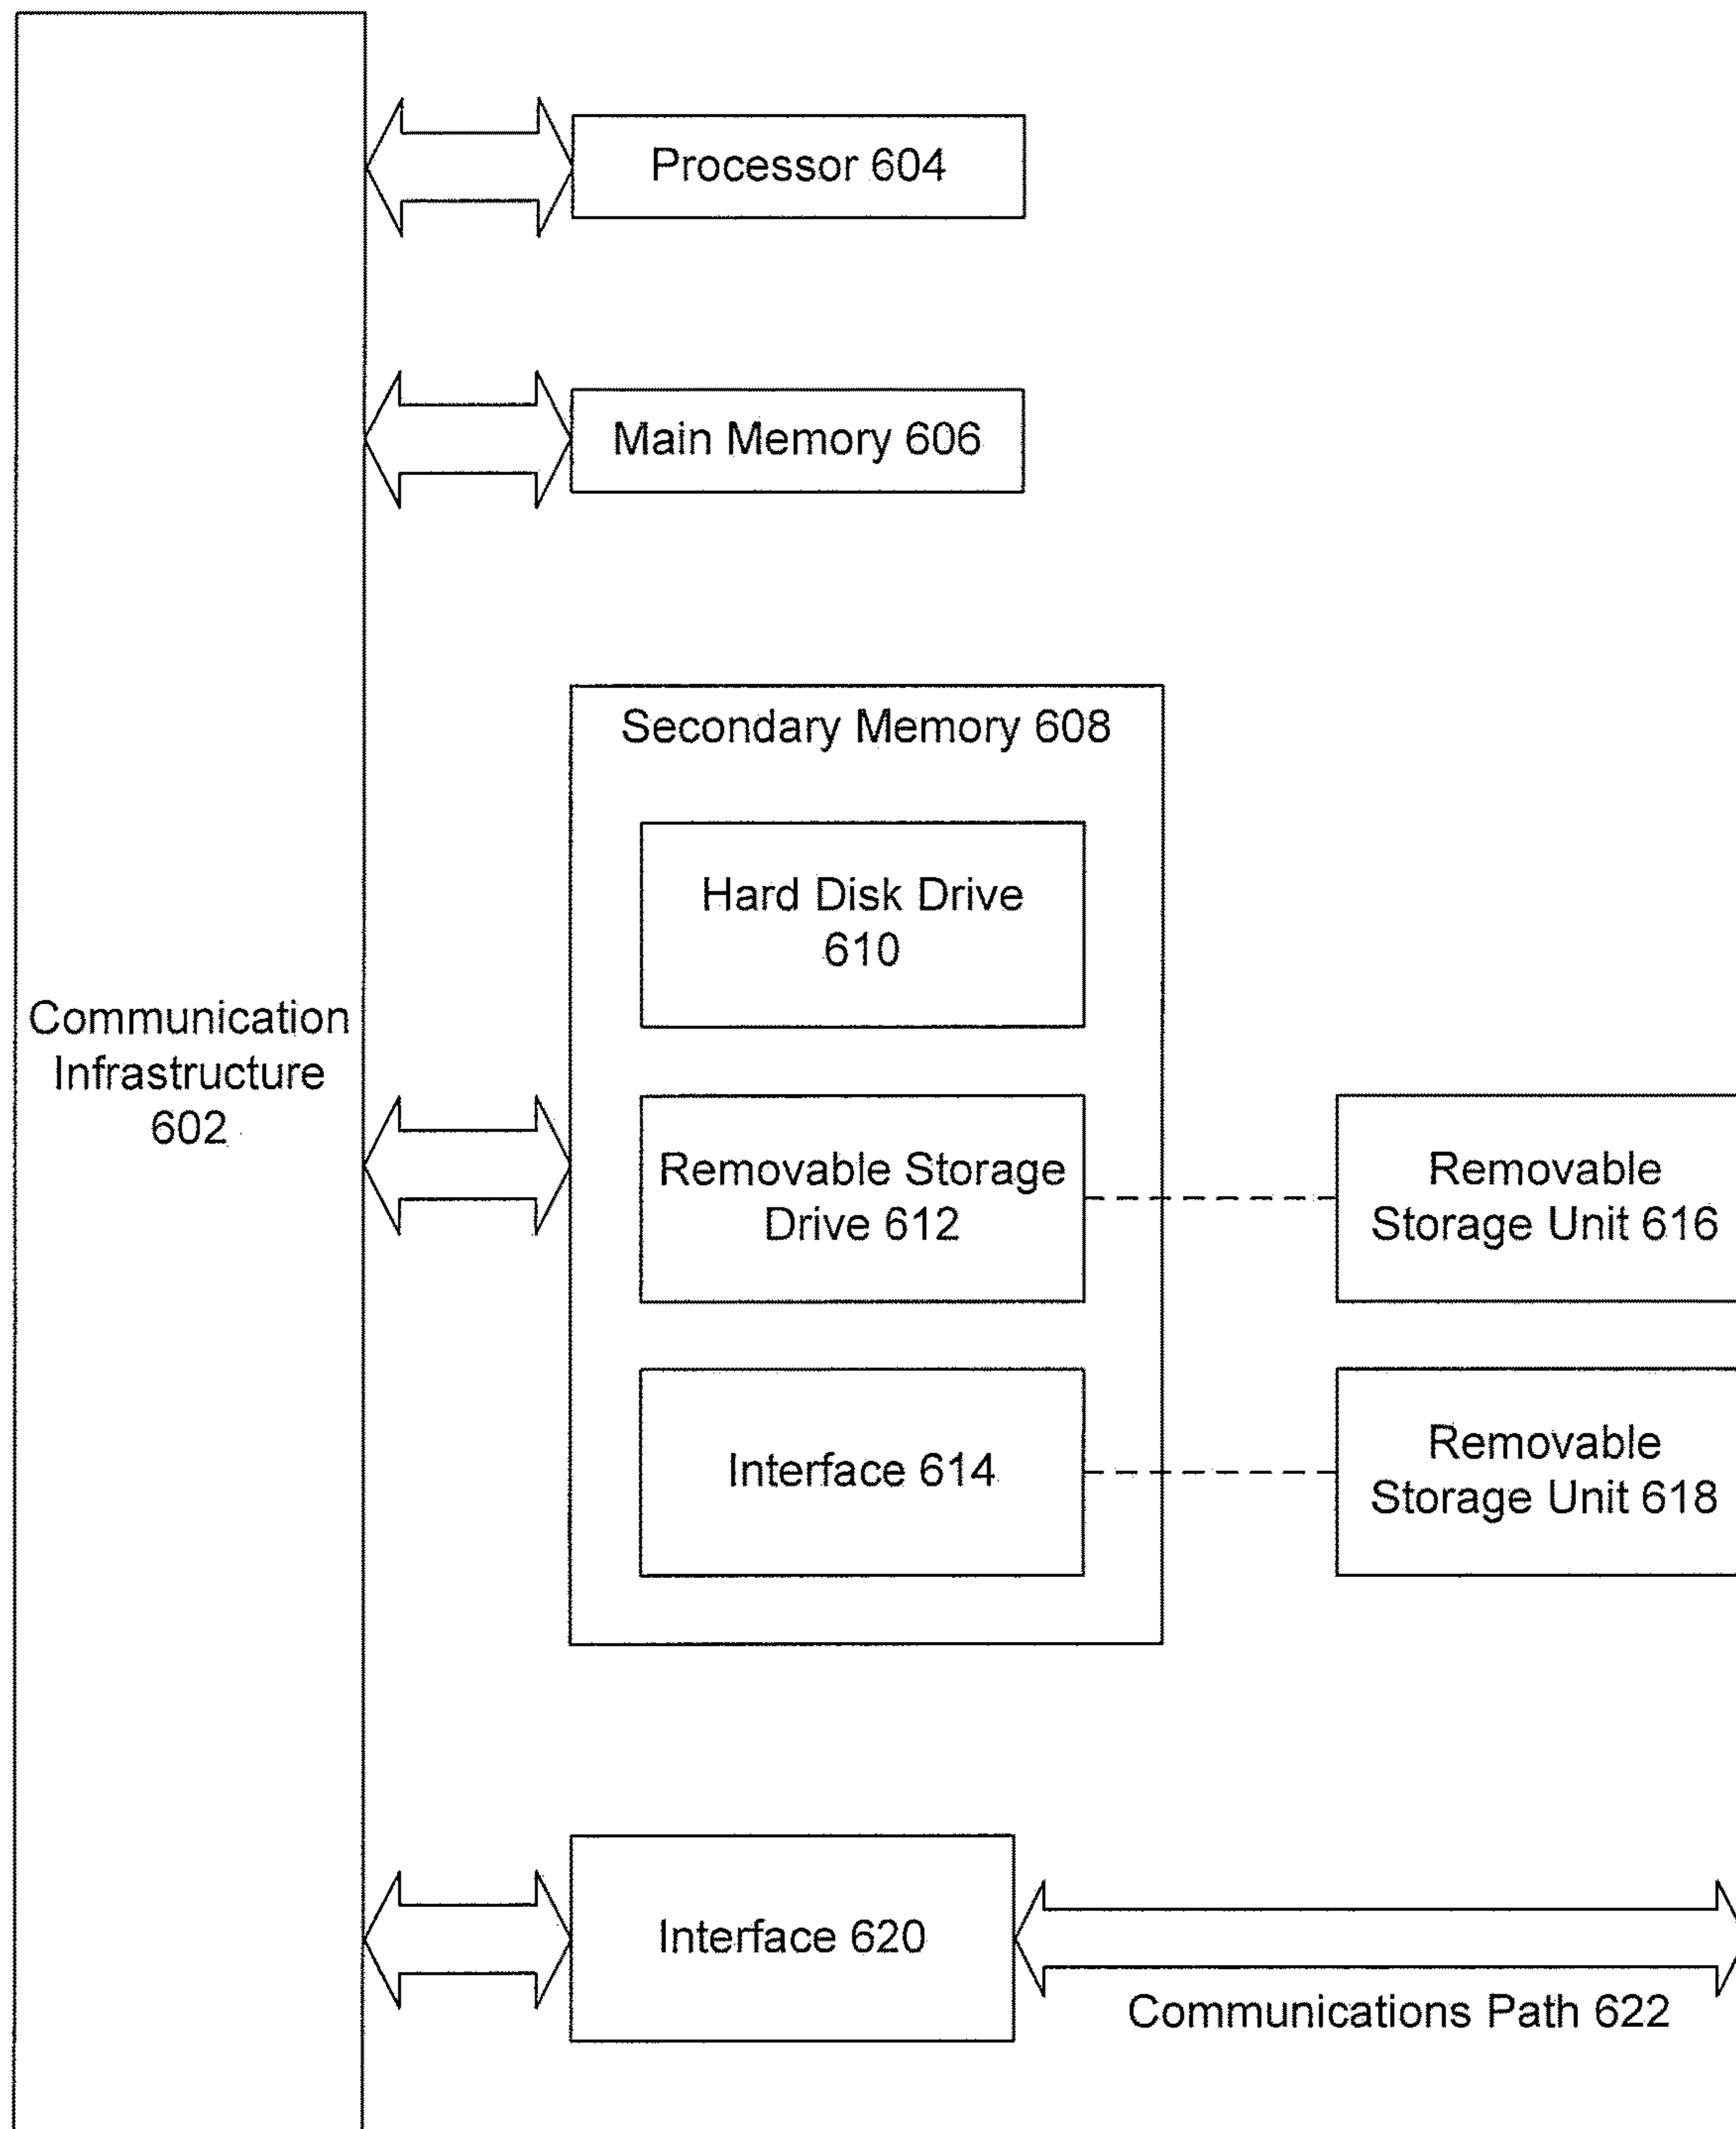 Processor 604
Main Memory 606
Secondary Memory 608
Hard Disk Drive
610
Communication
Infrastructure
602
Removable Storage
Drive 612
Removable
Storage Unit 616
Interface 614
Removable
Storage Unit 618
Interface 620
Communications Path 622